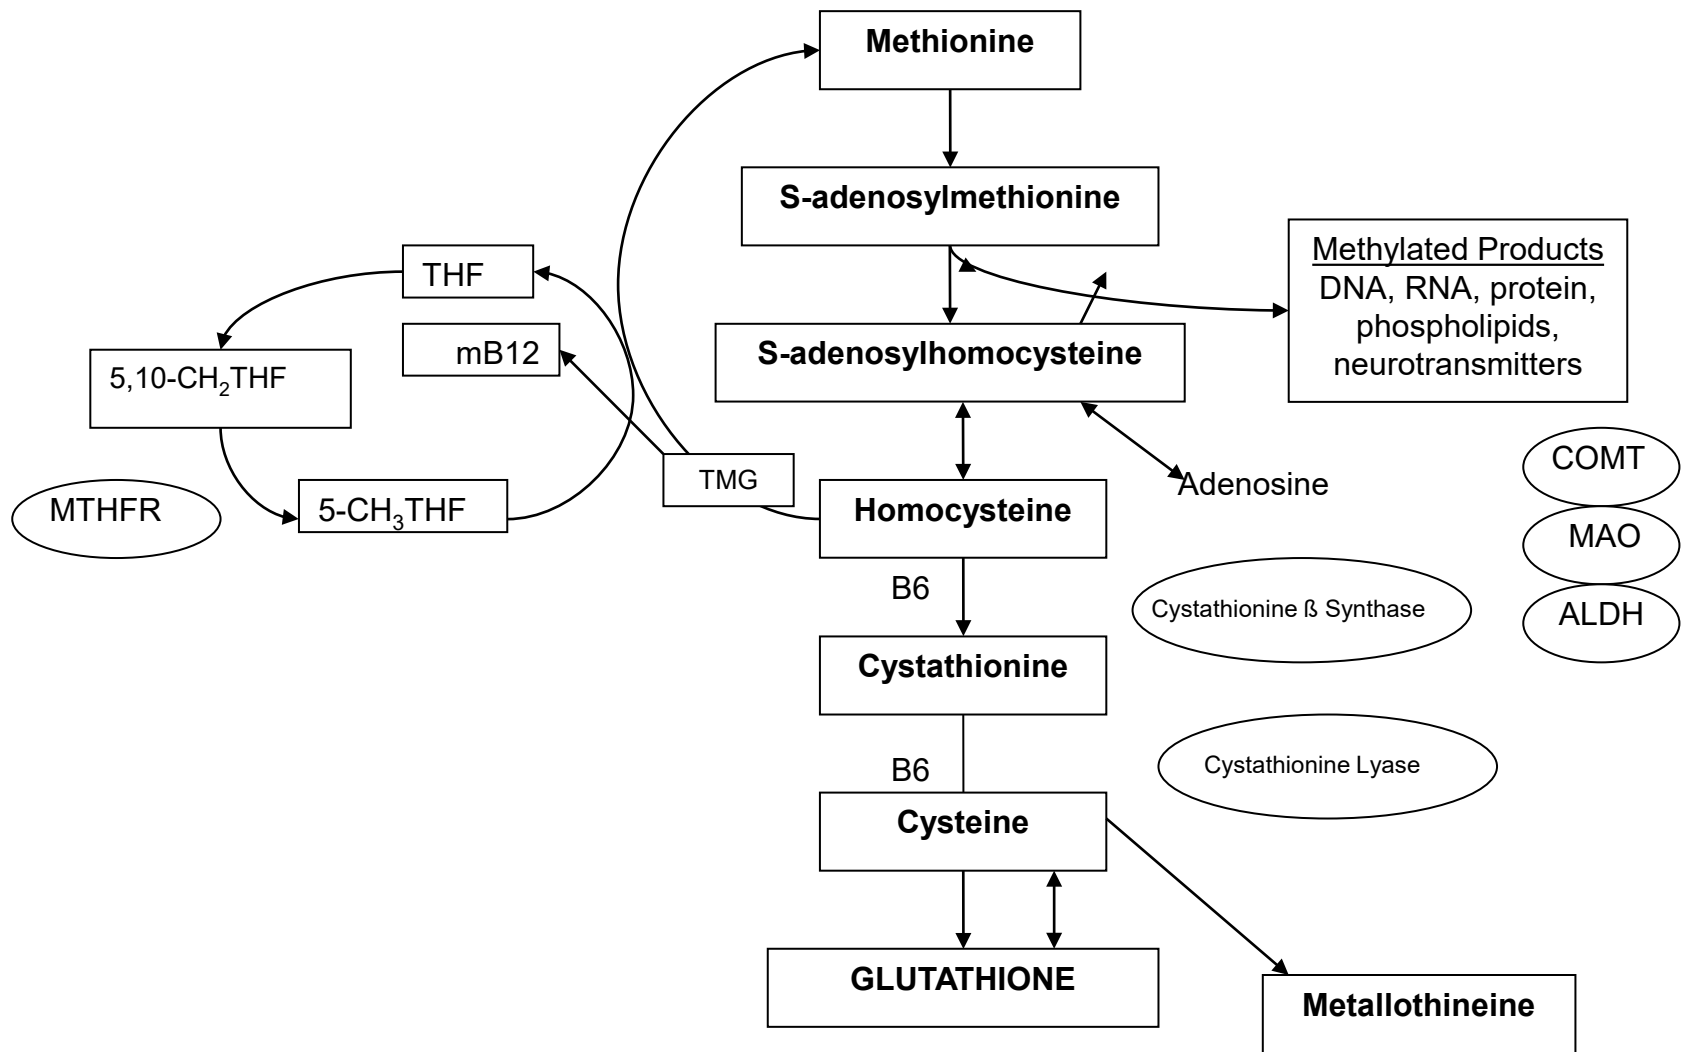 Methionine
S-adenosylmethionine
Methylated Products
DNA, RNA, protein,
phospholipids,
neurotransmitters
THF
mB12
S-adenosylhomocysteine
5,10-CH₂THF
COMT
TMG
Adenosine
MTHFR
5-CH₃THF
Homocysteine
MAO
B6
Cystathionine ß Synthase
ALDH
Cystathionine
B6
Cystathionine Lyase
Cysteine
GLUTATHIONE
Metallothineine